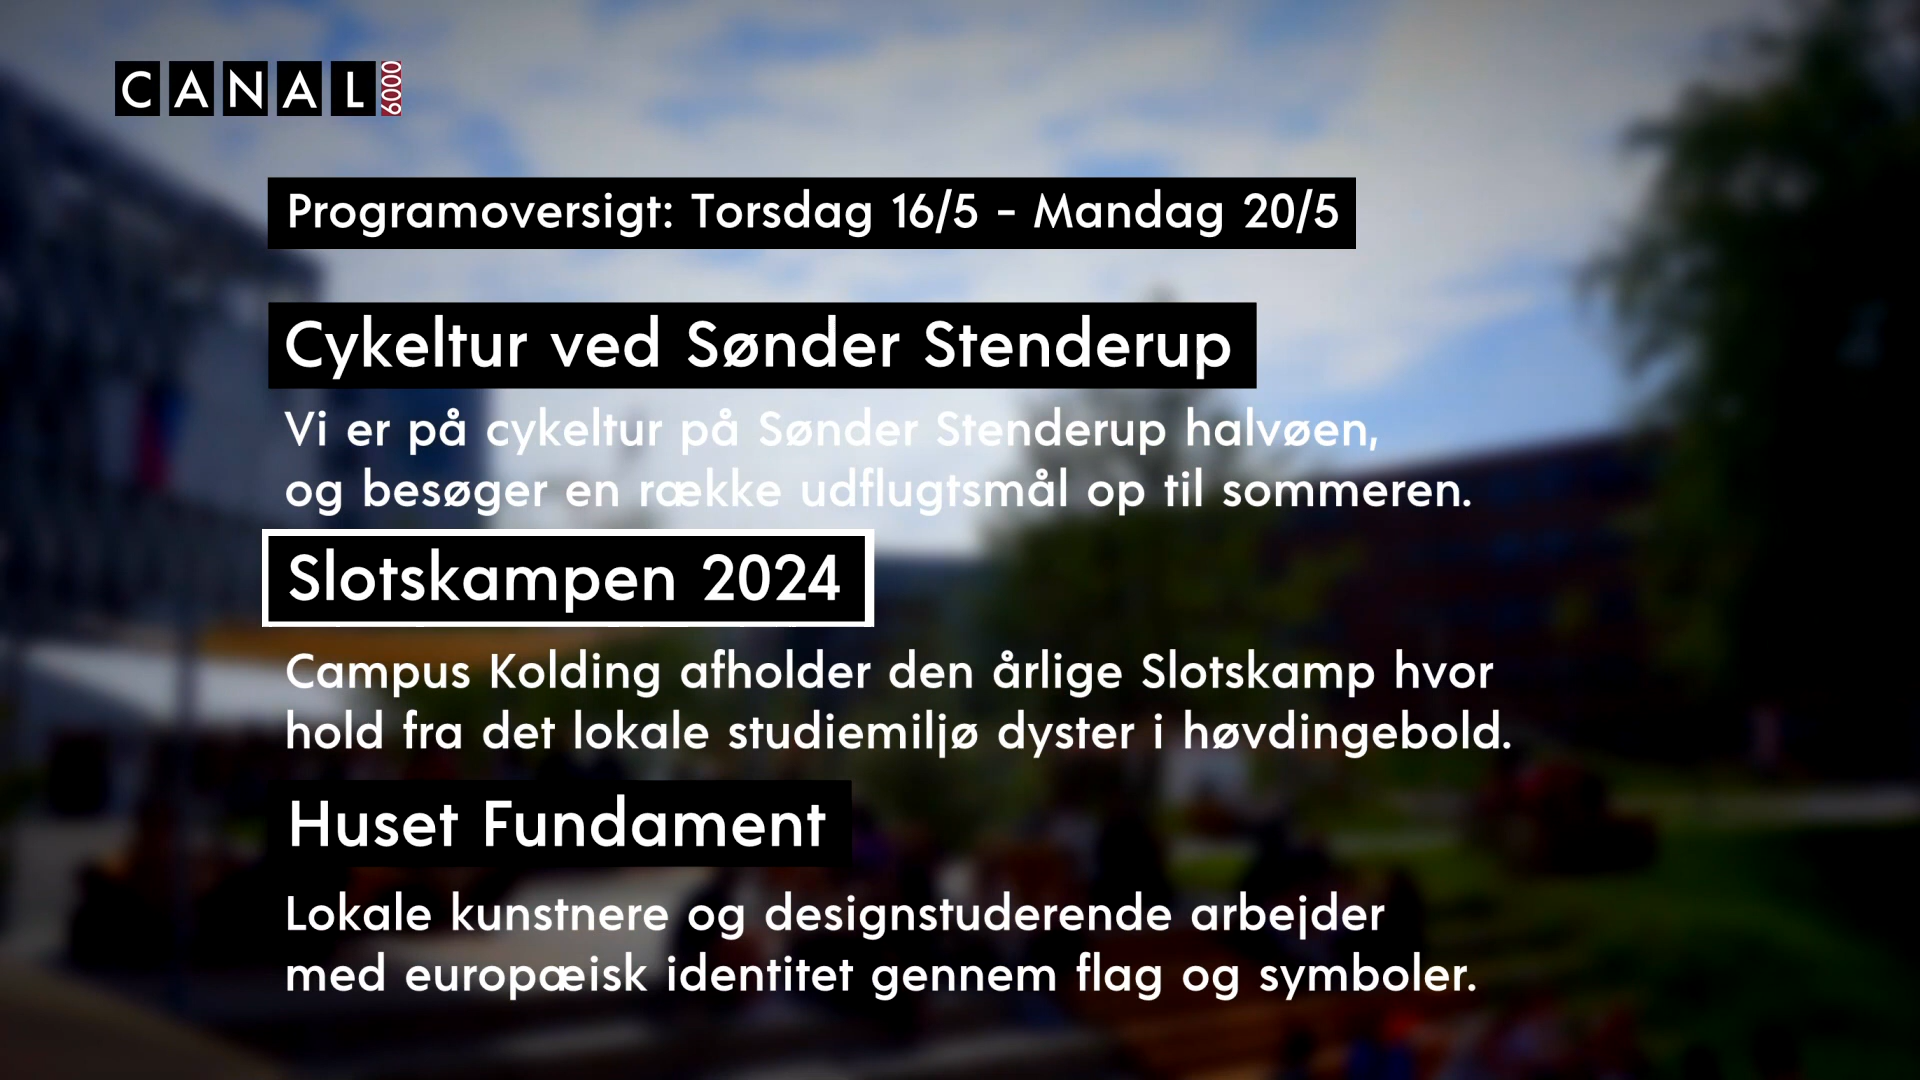 CANAL 6000
Programoversigt: Torsdag 16/5 - Mandag 20/5
Cykeltur ved Sønder Stenderup
Vi er på cykeltur på Sønder Stenderup halvøen,
og besøger en række udflugtsmål op til sommeren.
Slotskampen 2024
Campus Kolding afholder den årlige Slotskamp hvor
hold fra det lokale studiemiljø dyster i høvdingebold.
Huset Fundament
Lokale kunstnere og designstuderende arbejder
med europæisk identitet gennem flag og symboler.